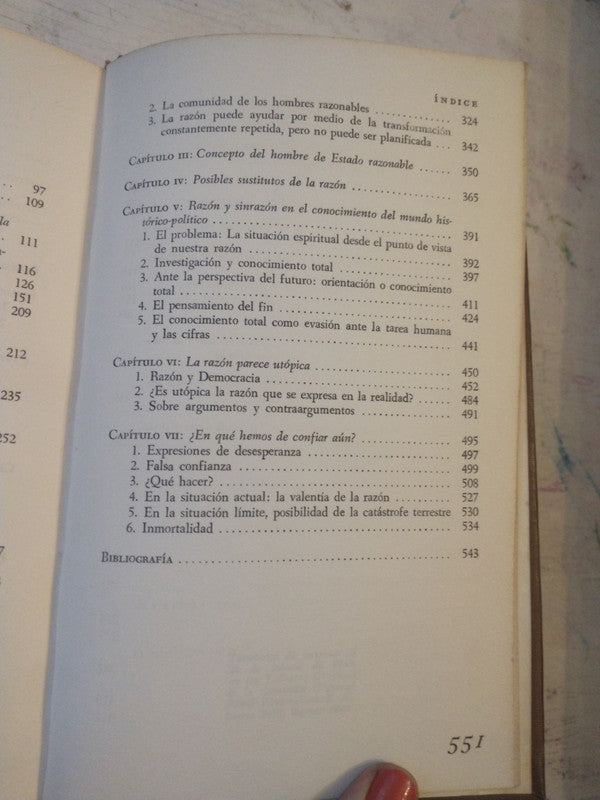 97
109
la
111
116
126
151
209
212
235
252
ÍNDICE
2. La comunidad de los hombres razonables .............. 324
3. La razón puede ayudar por medio de la transformación
constantemente repetida, pero no puede ser planificada ... 342
CAPÍTULO III: Concepto del hombre de Estado razonable ...... 350
CAPÍTULO IV: Posibles sustitutos de la razón .................. 365
CAPÍTULO V: Razón y sinrazón en el conocimiento del mundo his-
tórico-político ........................................ 391
1. El problema: La situación espiritual desde el punto de vista
de nuestra razón .................................... 392
2. Investigación y conocimiento total .................... 397
3. Ante la perspectiva del futuro: orientación o conocimiento
total ................................................ 411
4. El pensamiento del fin .............................. 424
5. El conocimiento total como evasión ante la tarea humana
y las cifras .......................................... 441
CAPÍTULO VI: La razón parece utópica ...................... 450
1. Razón y Democracia ................................ 452
2. ¿Es utópica la razón que se expresa en la realidad? ...... 484
3. Sobre argumentos y contraargumentos .................. 491
CAPÍTULO VII: ¿En qué hemos de confiar aún? ................ 495
1. Expresiones de desesperanza .......................... 497
2. Falsa confianza ...................................... 499
3. ¿Qué hacer? ........................................ 508
4. En la situación actual: la valentía de la razón .......... 527
5. En la situación límite, posibilidad de la catástrofe terrestre 530
6. Inmortalidad ........................................ 534
BIBLIOGRAFÍA .............................................. 543
551